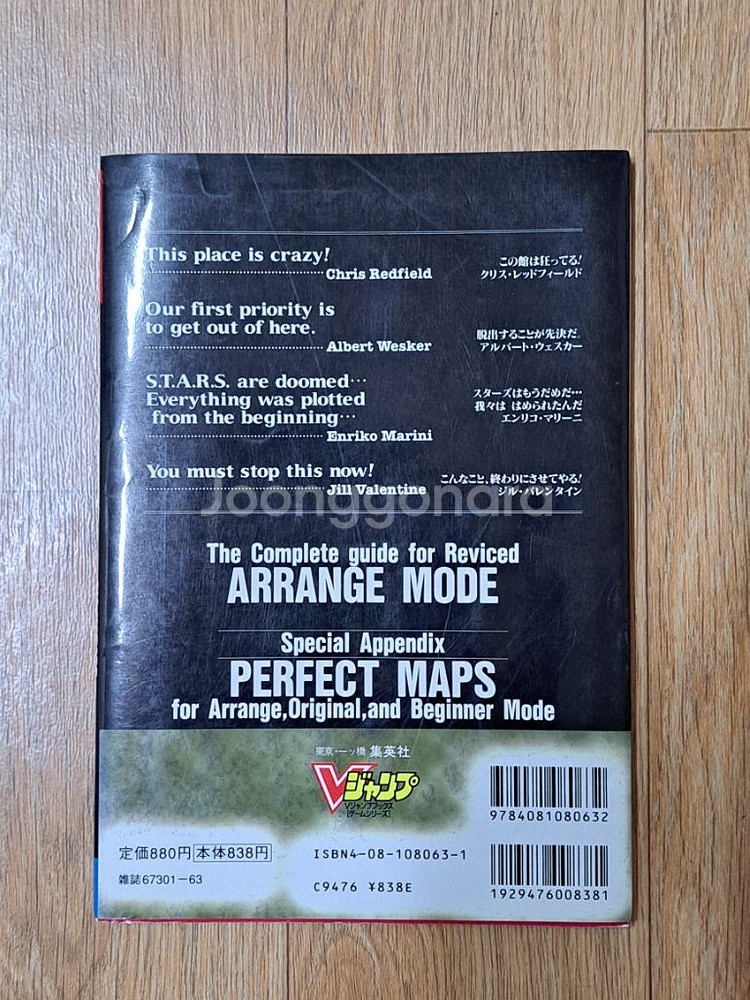 This place is crazy!
Chris Redfield
この館は狂ってる!
クリス・レッドフィールド
Our first priority is
to get out of here.
Albert Wesker
脱出することが先決だ。
アルバート・ウェスカー
S.T.A.R.S. are doomed…
Everything was plotted
from the beginning…
Enriko Marini
スターズはもうだめだ…
我々は はめられたんだ
エンリコ・マリーニ
You must stop this now!
Jill Valentine
こんなこと、終わりにさせてやる!
ジル・バレンタイン
Joonggonara
The Complete guide for Reviced
ARRANGE MODE
Special Appendix
PERFECT MAPS
for Arrange,Original,and Beginner Mode
東京・一ッ橋 集英社
Vジャンプ
Vジャンプブックス
[ゲームシリーズ]
9784081080632
定価880円 本体838円
ISBN4-08-108063-1
雑誌67301-63
C9476 ¥838E
1929476008381